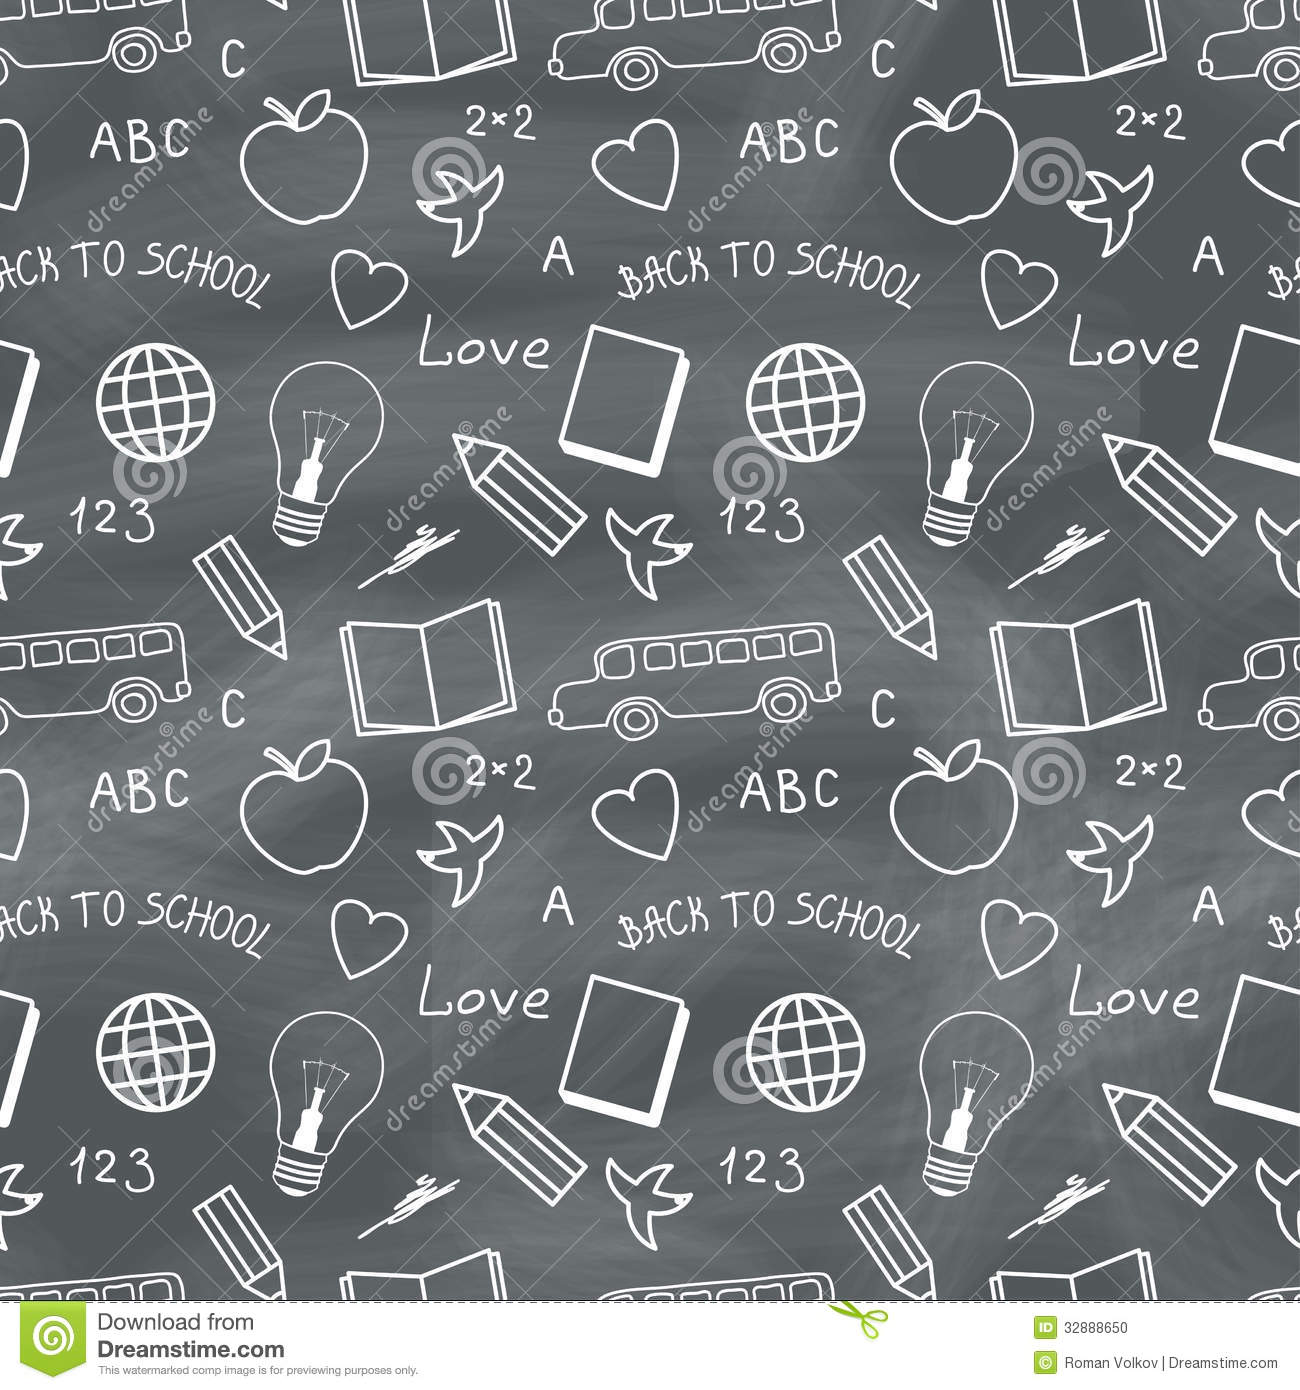 C
C
2×2
2×2
ABC
ABC
BACK TO SCHOOL
A
BACK TO SCHOOL
A
Love
Love
123
123
C
C
2×2
2×2
ABC
ABC
BACK TO SCHOOL
A
BACK TO SCHOOL
A
Love
Love
123
123
Download from
Dreamstime.com
This watermarked comp image is for previewing purposes only.
ID 32888650
© Roman Volkov | Dreamstime.com